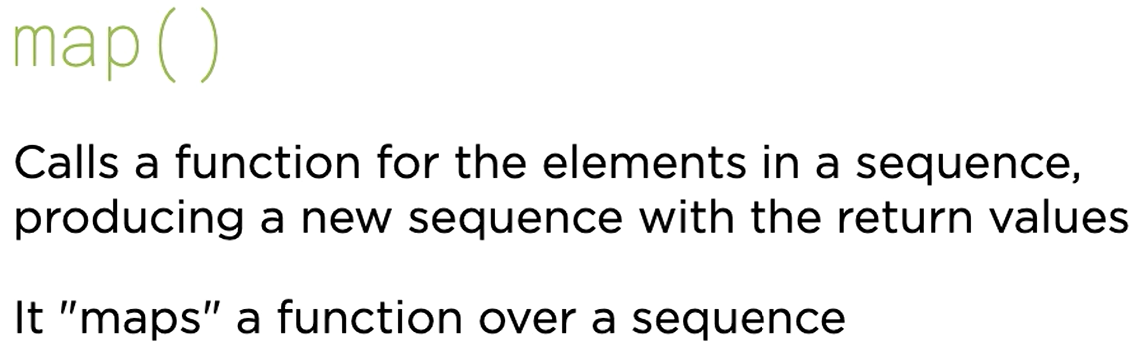 map()
Calls a function for the elements in a sequence,
producing a new sequence with the return values
It "maps" a function over a sequence